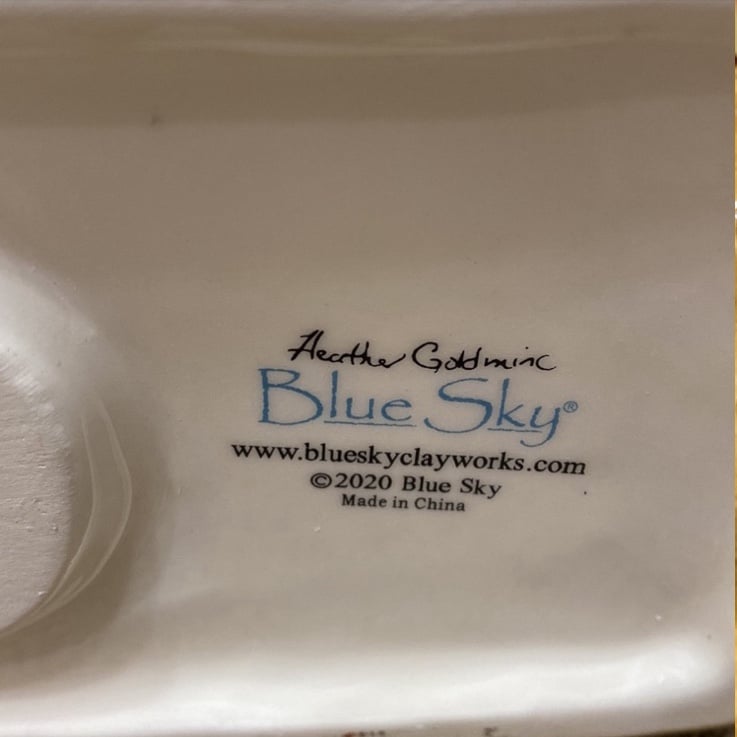 Heather Goldminc
Blue Sky®
www.blueskyclayworks.com
©2020 Blue Sky
Made in China